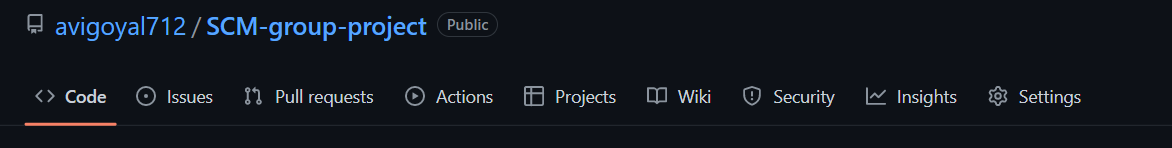 avigoyal712 / SCM-group-project Public
Code Issues Pull requests Actions Projects Wiki Security Insights Settings